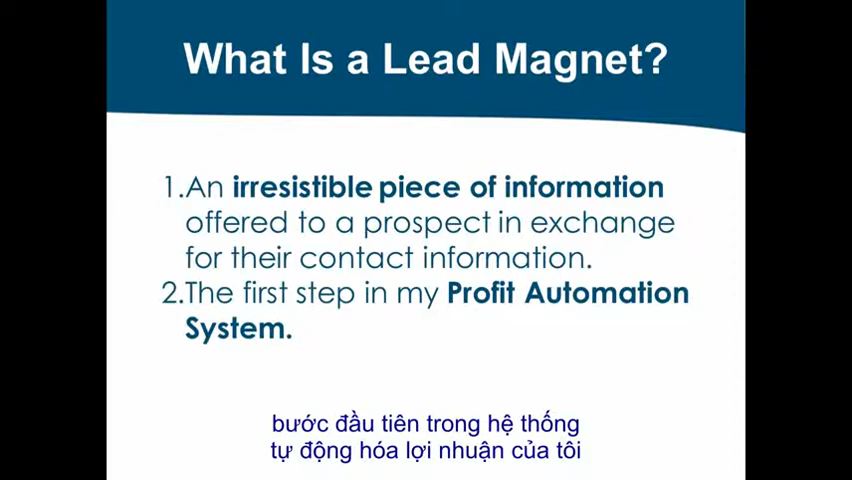 What Is a Lead Magnet?
1.An irresistible piece of information
offered to a prospect in exchange
for their contact information.
2.The first step in my Profit Automation
System.
bước đầu tiên trong hệ thống
tự động hóa lợi nhuận của tôi